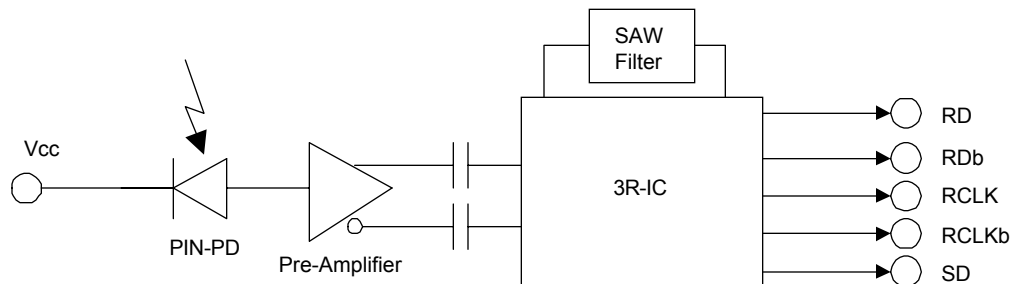 SAW
Filter
Vcc
RD
RDb
3R-IC
RCLK
RCLKb
PIN-PD
Pre-Amplifier
SD